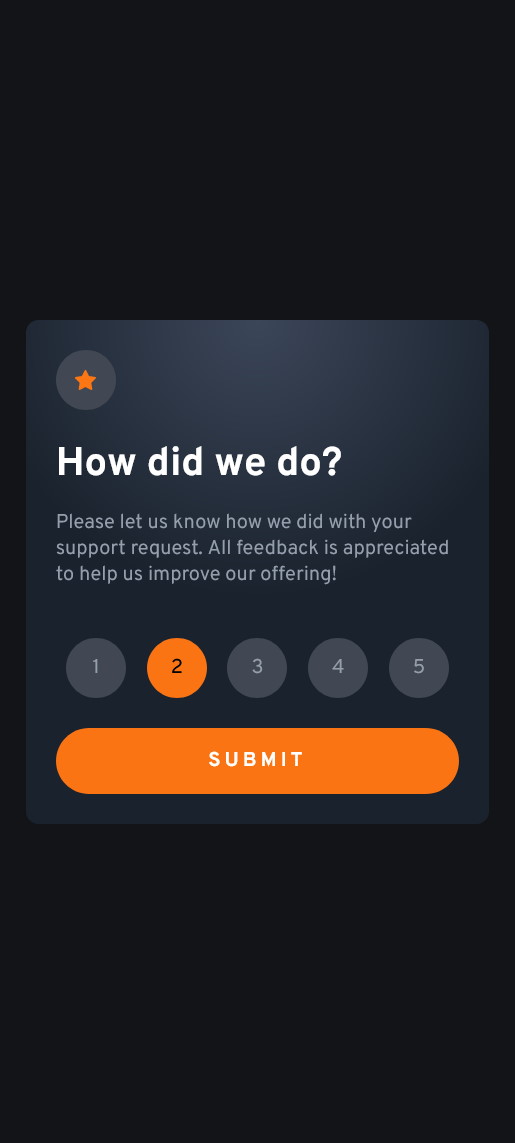 How did we do?
Please let us know how we did with your
support request. All feedback is appreciated
to help us improve our offering!
1 2 3 4 5
SUBMIT